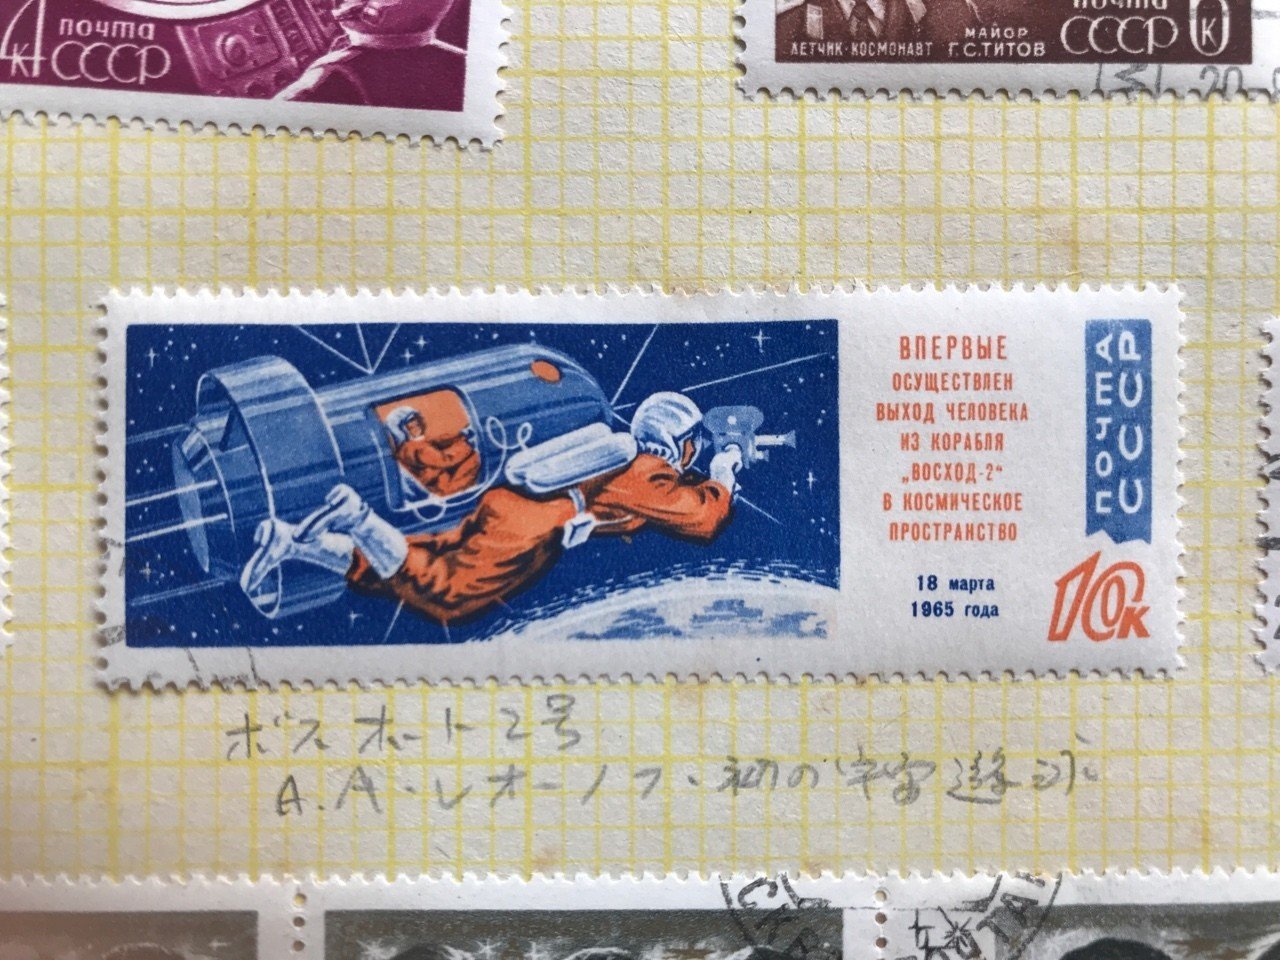 4к почта
СССР
ЛЕТЧИК-КОСМОНАВТ
МАЙОР
Г.С.ТИТОВ
почта
СССР
к
20
ВПЕРВЫЕ
ОСУЩЕСТВЛЕН
ВЫХОД ЧЕЛОВЕКА
ИЗ КОРАБЛЯ
„ВОСХОД-2“
В КОСМИЧЕСКОЕ
ПРОСТРАНСТВО
18 марта
1965 года
ПОЧТА
СССР
10к
ボスホート2号
A.A.レオーノフ・初の宇宙遊泳